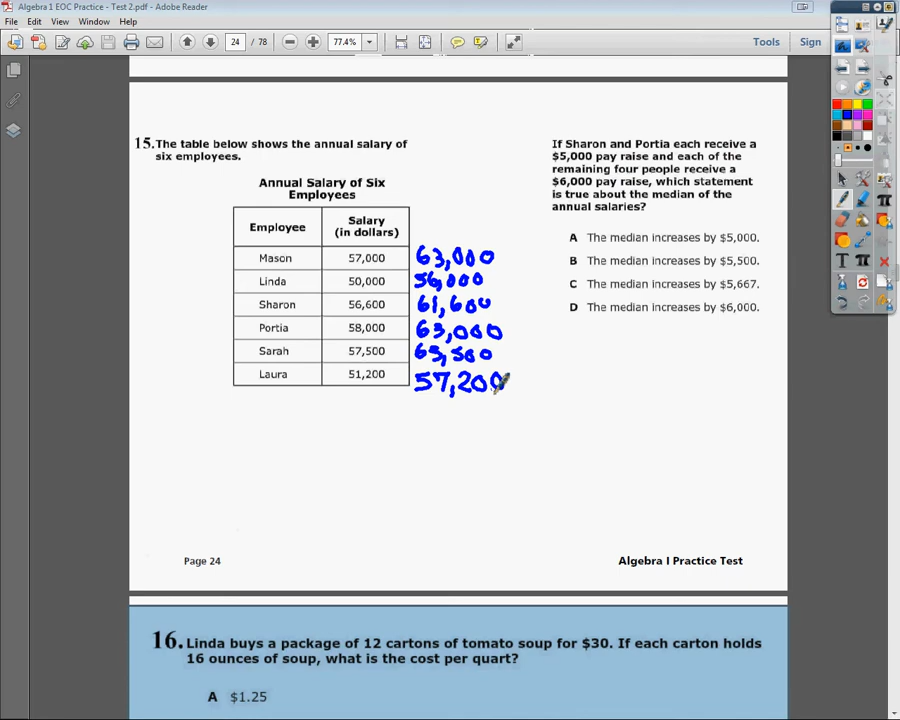 Algebra 1 EOC Practice - Test 2.pdf - Adobe Reader
File Edit View Window Help
24 / 78
77.4%
Tools
Sign
15. The table below shows the annual salary of
six employees.
Annual Salary of Six
Employees
Employee
Salary
(in dollars)
Mason 57,000 63,000
Linda 50,000 56,000
Sharon 56,600 61,600
Portia 58,000 63,000
Sarah 57,500 63,500
Laura 51,200 57,200
If Sharon and Portia each receive a
$5,000 pay raise and each of the
remaining four people receive a
$6,000 pay raise, which statement
is true about the median of the
annual salaries?
A The median increases by $5,000.
B The median increases by $5,500.
C The median increases by $5,667.
D The median increases by $6,000.
Page 24
Algebra I Practice Test
16. Linda buys a package of 12 cartons of tomato soup for $30. If each carton holds
16 ounces of soup, what is the cost per quart?
A $1.25